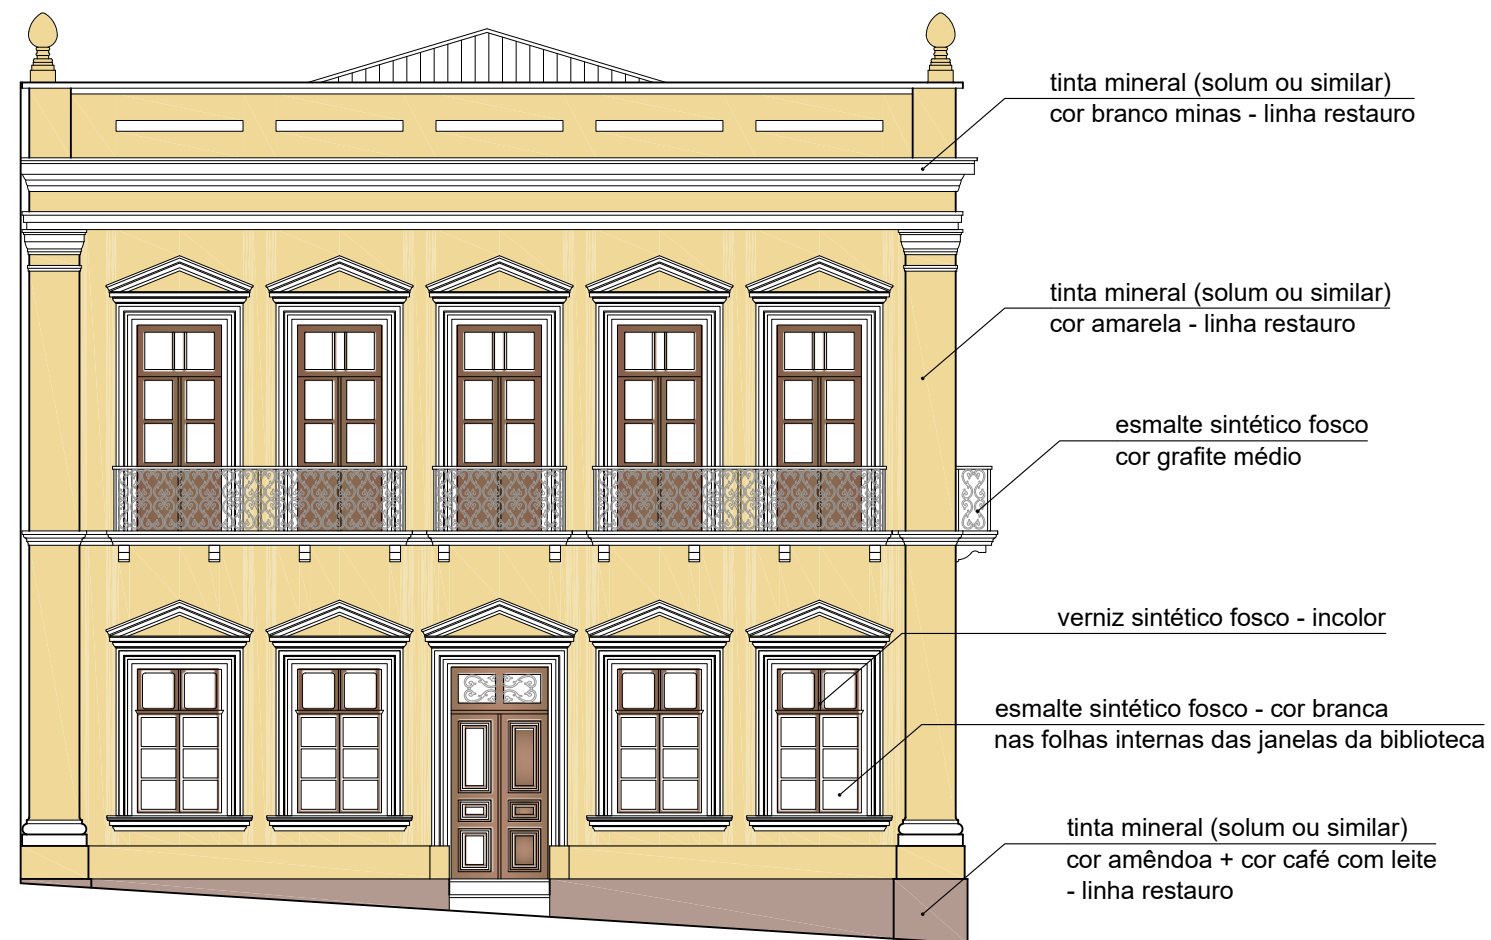 tinta mineral (solum ou similar)
cor branco minas - linha restauro
tinta mineral (solum ou similar)
cor amarela - linha restauro
esmalte sintético fosco
cor grafite médio
verniz sintético fosco - incolor
esmalte sintético fosco - cor branca
nas folhas internas das janelas da biblioteca
tinta mineral (solum ou similar)
cor amêndoa + cor café com leite
- linha restauro